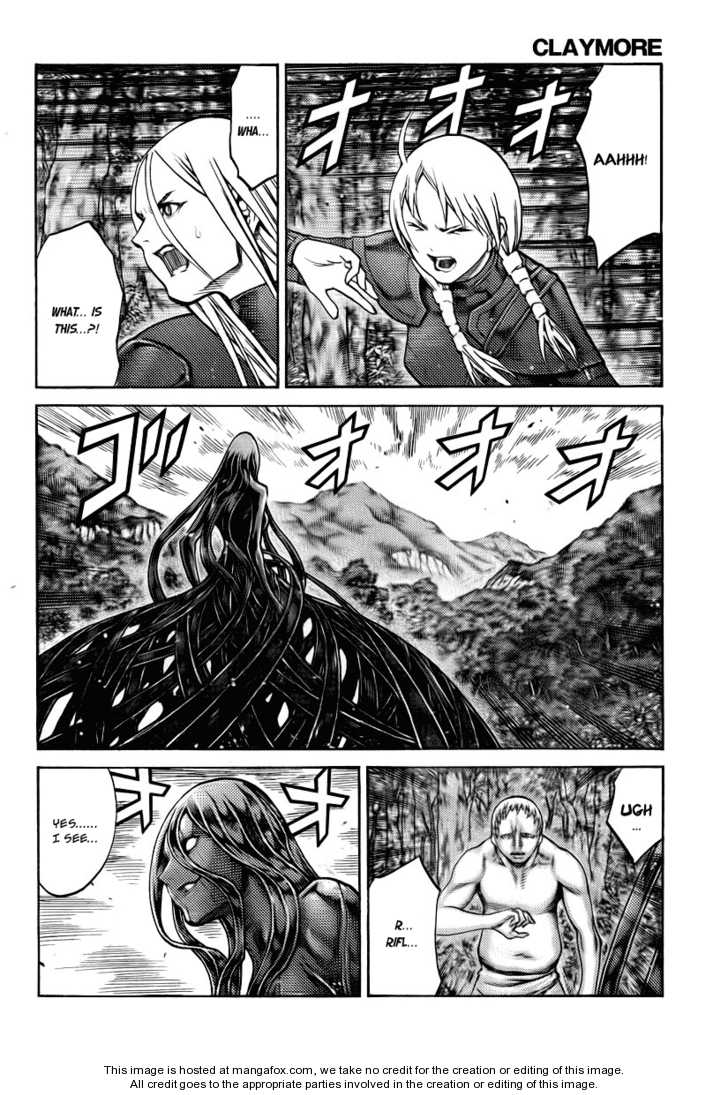 CLAYMORE
オ オ オ
AAHHH!
....
WHA...
WHAT... IS
THIS...?!
ゴ オ オ オ
UGH
...
R...
RIFL...
オ オ
YES......
I SEE...
This image is hosted at mangafox.com, we take no credit for the creation or editing of this image.
All credit goes to the appropriate parties involved in the creation or editing of this image.